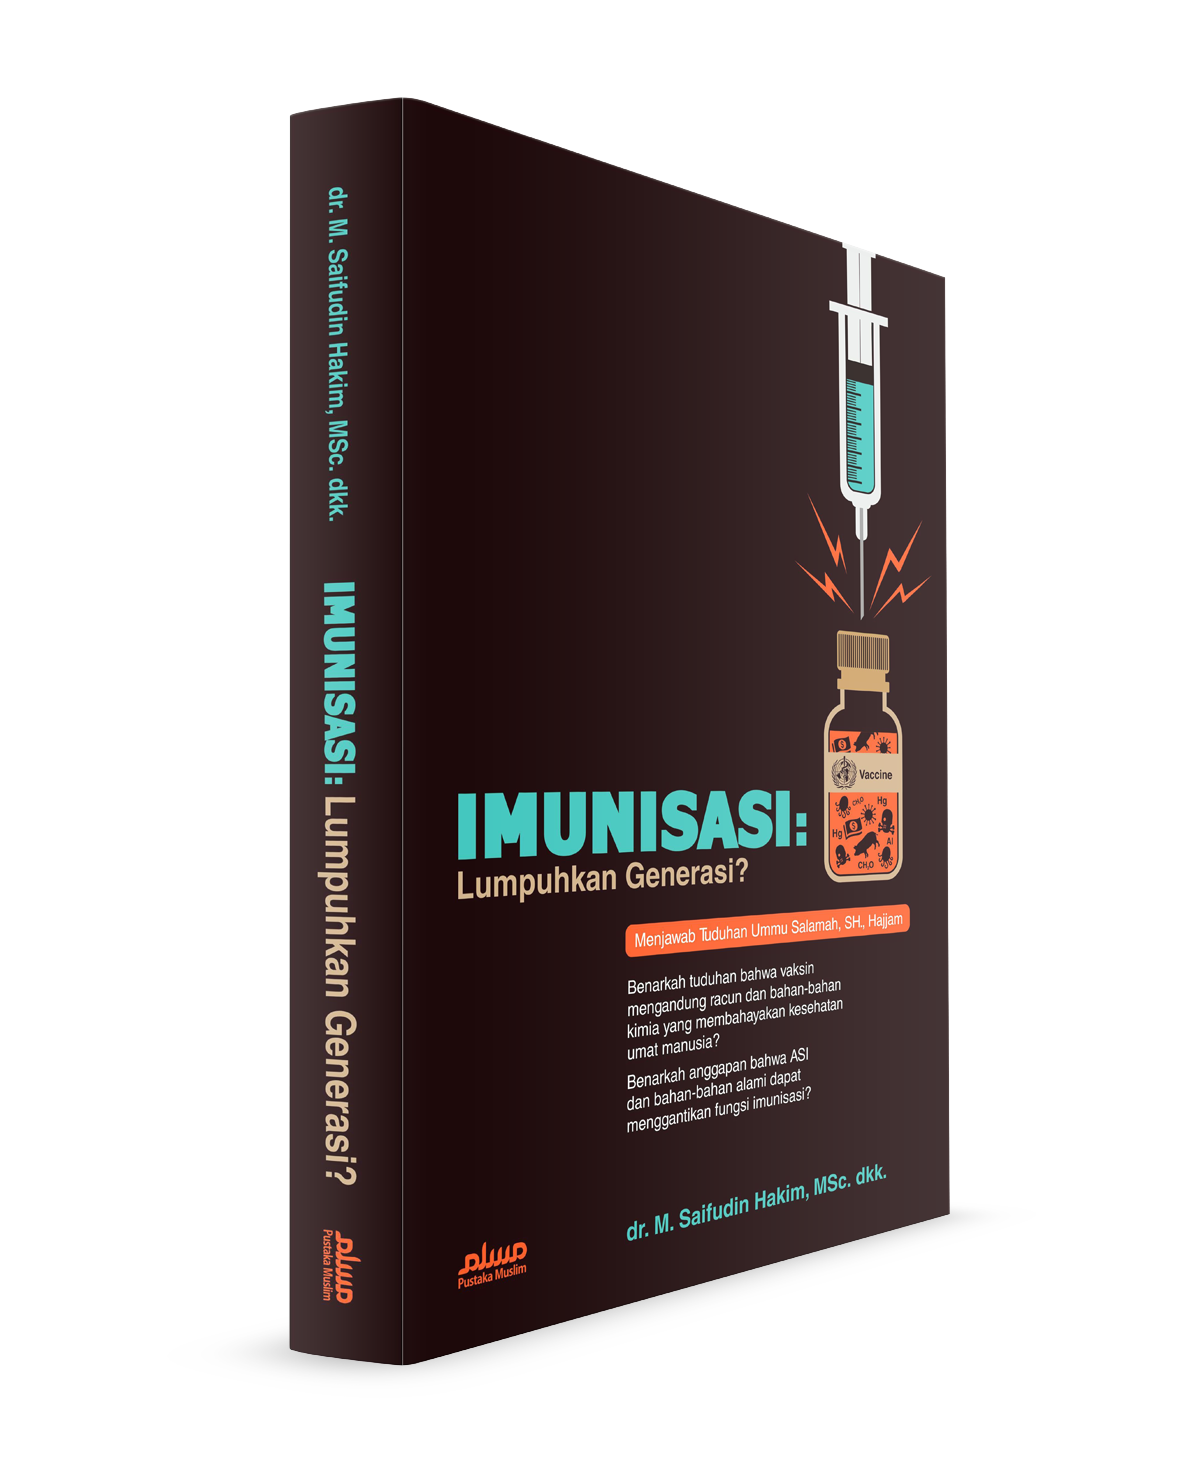 dr. M. Saifudin Hakim, MSc. dkk.
IMUNISASI: Lumpuhkan Generasi?
مسلم
Pustaka Muslim
$
Vaccine
CH₂O
Hg
$
Hg
Al
CH₂O
IMUNISASI:
Lumpuhkan Generasi?
Menjawab Tuduhan Ummu Salamah, SH., Hajjam
Benarkah tuduhan bahwa vaksin
mengandung racun dan bahan-bahan
kimia yang membahayakan kesehatan
umat manusia?
Benarkah anggapan bahwa ASI
dan bahan-bahan alami dapat
menggantikan fungsi imunisasi?
dr. M. Saifudin Hakim, MSc. dkk.
مسلم
Pustaka Muslim